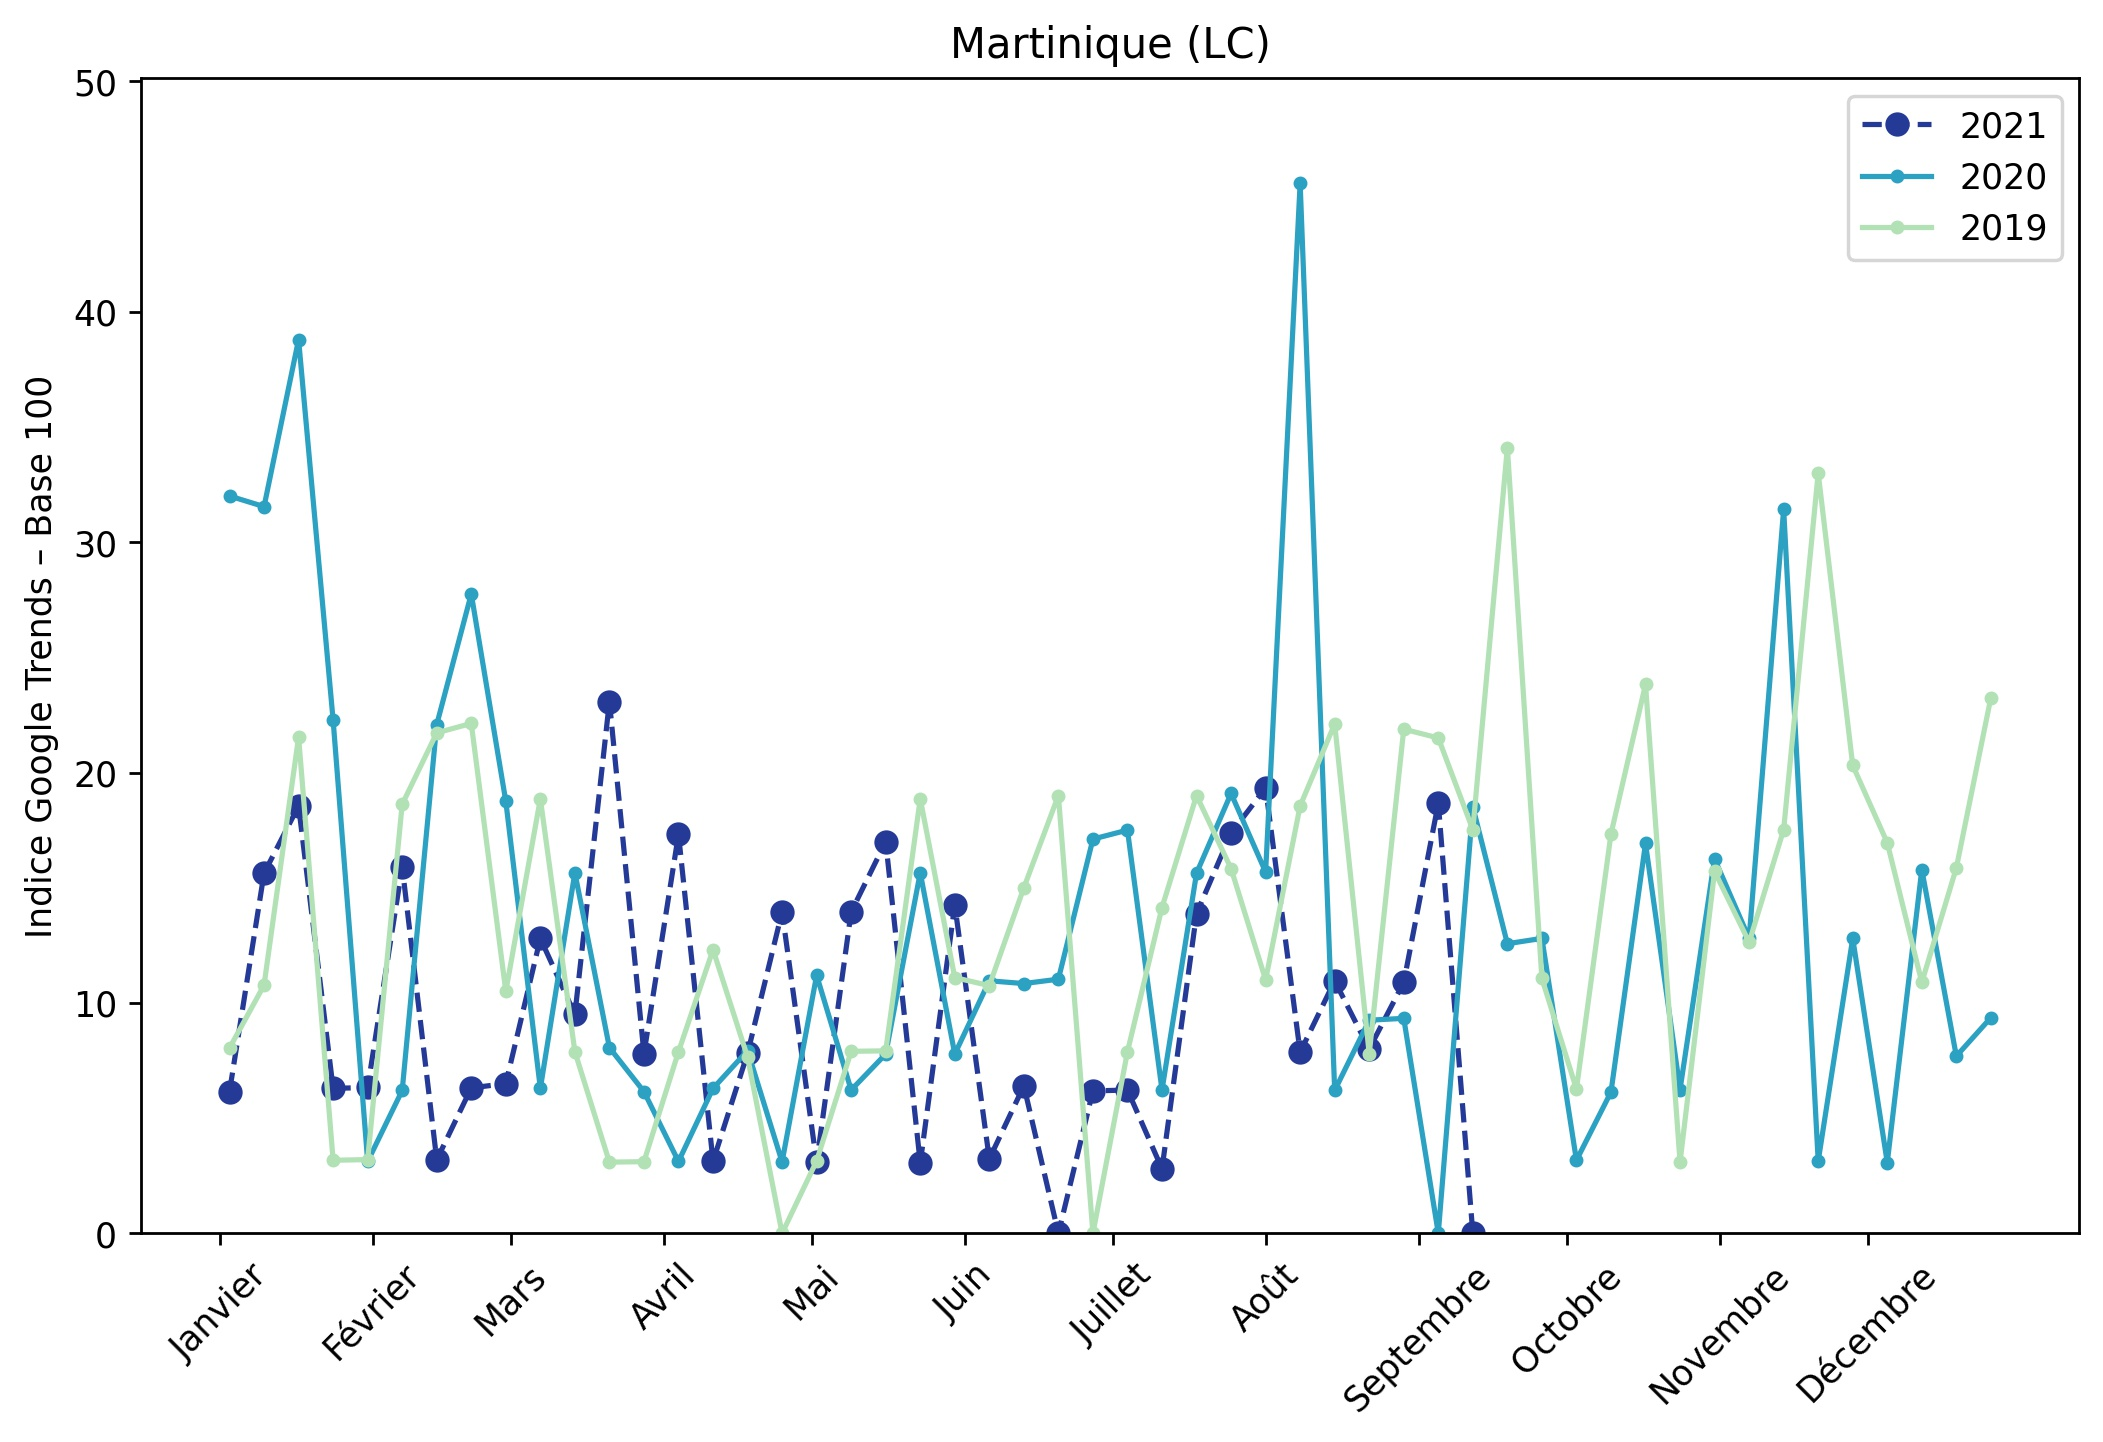 Martinique (LC)
Indice Google Trends – Base 100
50
40
30
20
10
0
2021
2020
2019
Janvier
Février
Mars
Avril
Mai
Juin
Juillet
Août
Septembre
Octobre
Novembre
Décembre